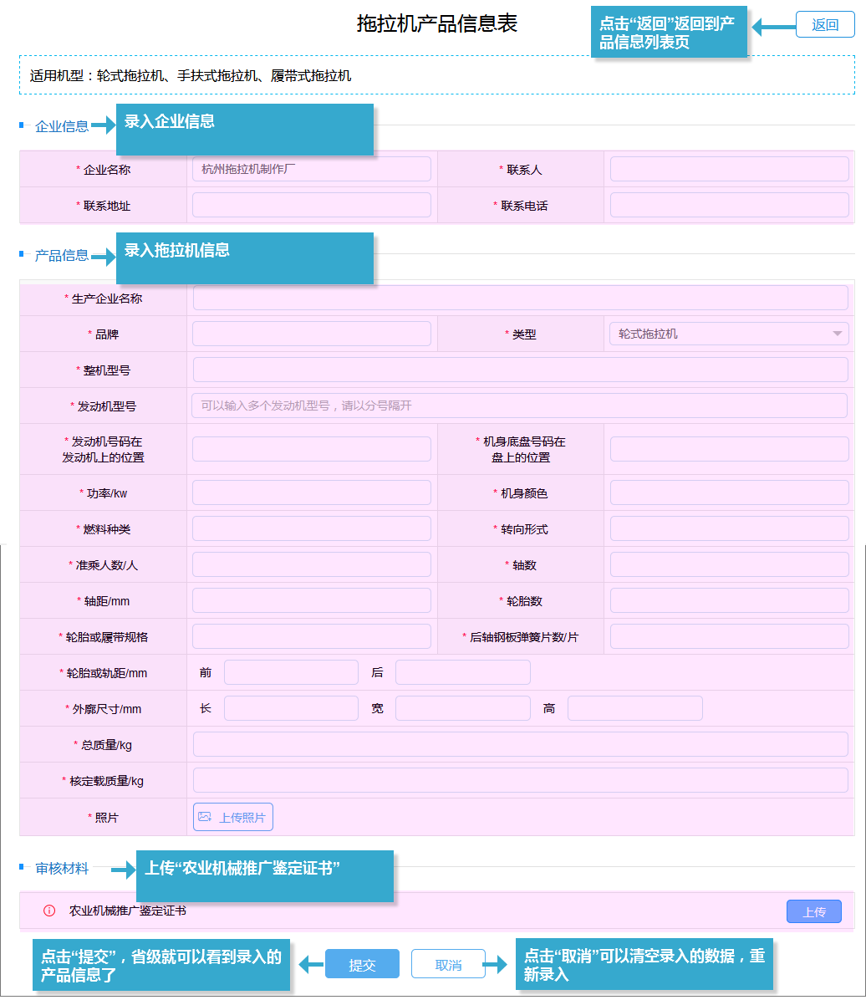 拖拉机产品信息表
点击“返回”返回到产
品信息列表页
返回
适用机型：轮式拖拉机、手扶式拖拉机、履带式拖拉机
企业信息
录入企业信息
* 企业名称 杭州拖拉机制作厂 * 联系人
* 联系地址 * 联系电话
产品信息
录入拖拉机信息
* 生产企业名称
* 品牌 * 类型 轮式拖拉机
* 整机型号
* 发动机型号 可以输入多个发动机型号，请以分号隔开
* 发动机号码在
发动机上的位置
* 机身底盘号码在
盘上的位置
* 功率/kw * 机身颜色
* 燃料种类 * 转向形式
* 准乘人数/人 * 轴数
* 轴距/mm * 轮胎数
* 轮胎或履带规格 * 后轴钢板弹簧片数/片
* 轮胎或轨距/mm 前 后
* 外廓尺寸/mm 长 宽 高
* 总质量/kg
* 核定载质量/kg
* 照片 上传照片
审核材料
上传“农业机械推广鉴定证书”
农业机械推广鉴定证书 上传
点击“提交”，省级就可以看到录入的
产品信息了
提交
取消
点击“取消”可以清空录入的数据，重
新录入